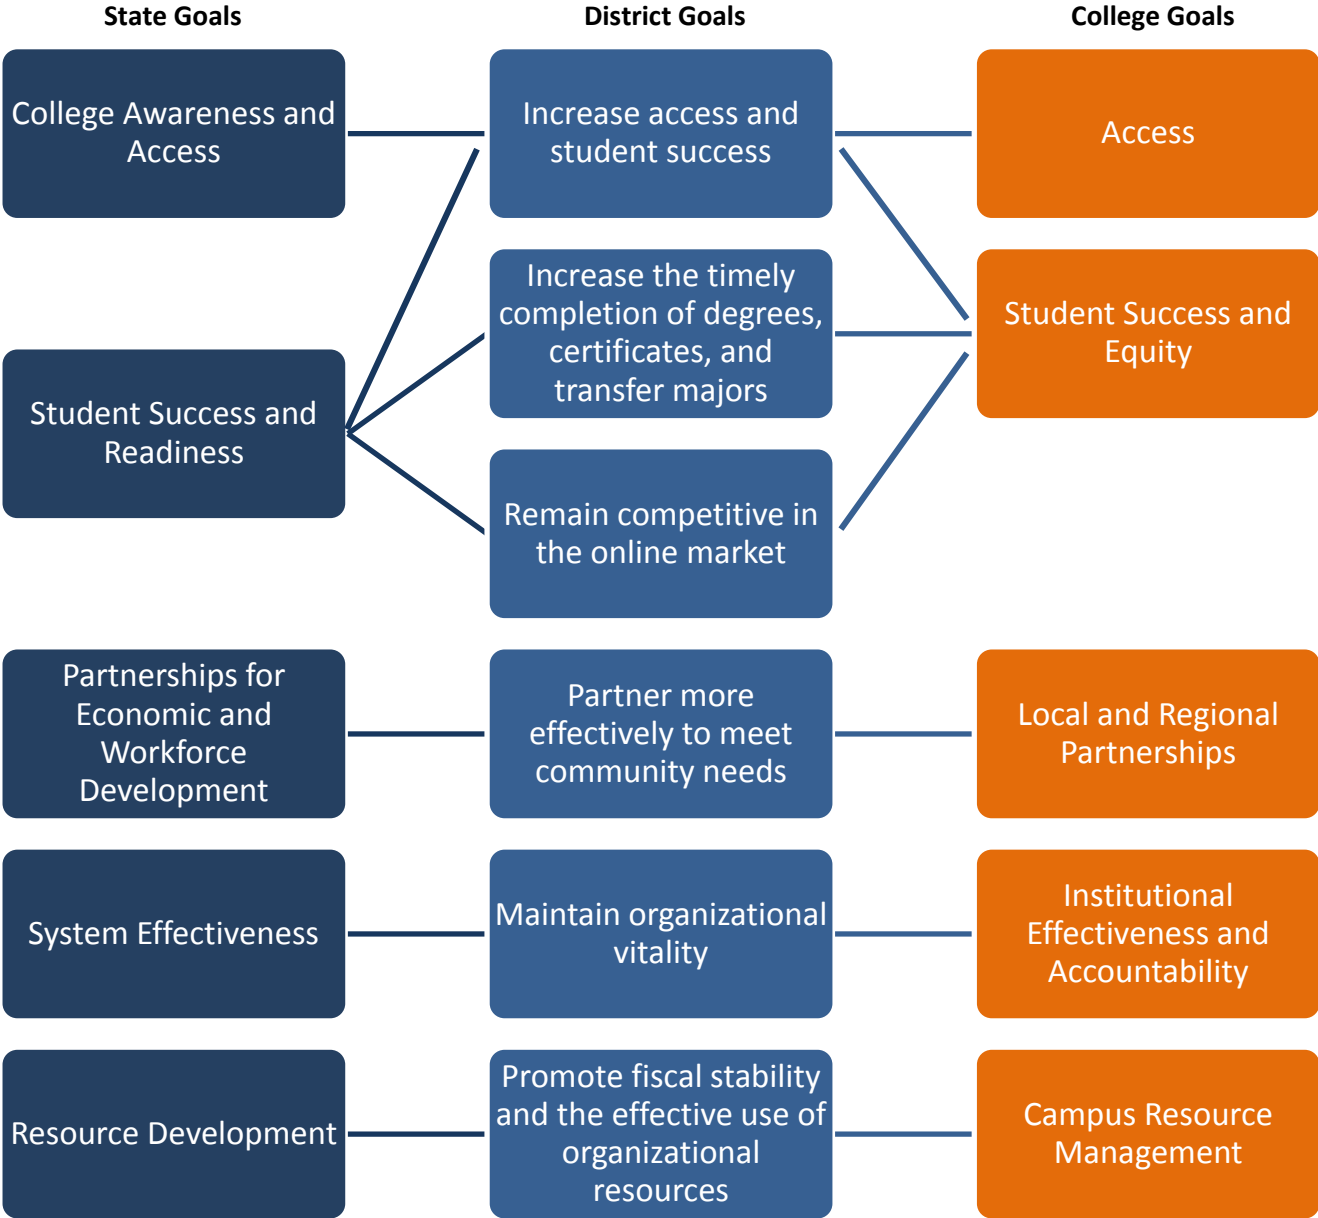 State Goals
District Goals
College Goals
College Awareness and
Access
Increase access and
student success
Access
Student Success and
Readiness
Increase the timely
completion of degrees,
certificates, and
transfer majors
Student Success and
Equity
Remain competitive in
the online market
Partnerships for
Economic and
Workforce
Development
Partner more
effectively to meet
community needs
Local and Regional
Partnerships
System Effectiveness
Maintain organizational
vitality
Institutional
Effectiveness and
Accountability
Resource Development
Promote fiscal stability
and the effective use of
organizational
resources
Campus Resource
Management